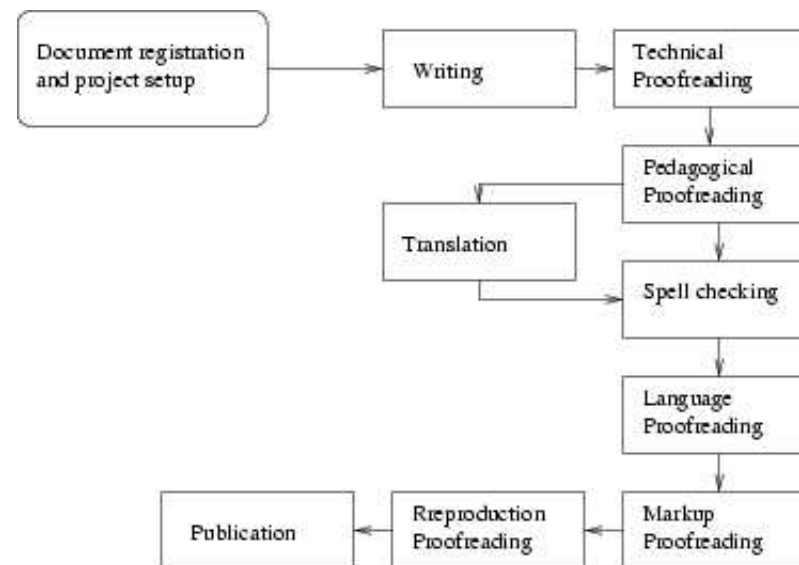 Document registration
and project setup
Writing
Technical
Proofreading
Pedagogical
Proofreading
Translation
Spell checking
Language
Proofreading
Markup
Proofreading
Rreproduction
Proofreading
Publication